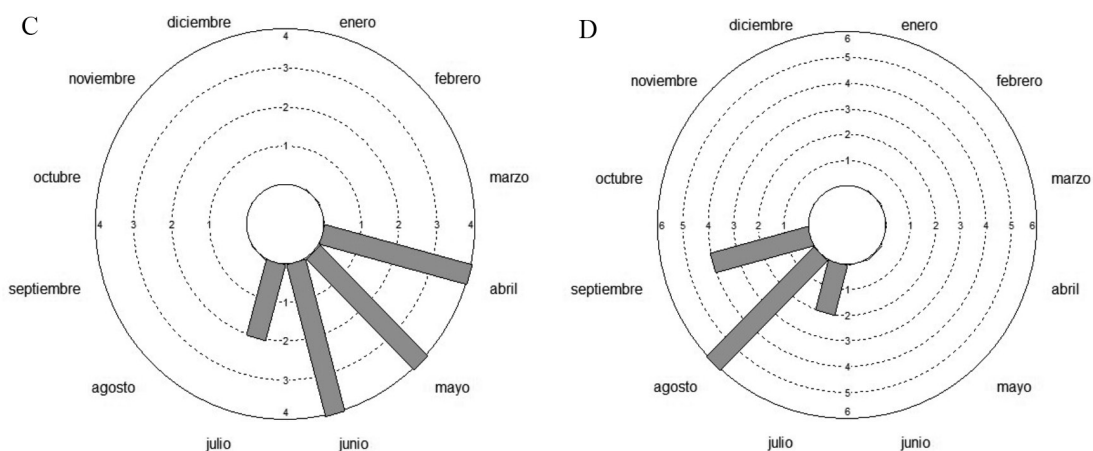 C
diciembre
enero
noviembre
febrero
octubre
marzo
septiembre
abril
agosto
mayo
julio
junio
4
3
2
1
4 3 2 1
1 2 3 4
1
2
3
4
D
diciembre
enero
noviembre
febrero
octubre
marzo
septiembre
abril
agosto
mayo
julio
junio
6
5
4
3
2
1
6 5 4 3 2 1
1 2 3 4 5 6
1
2
3
4
5
6